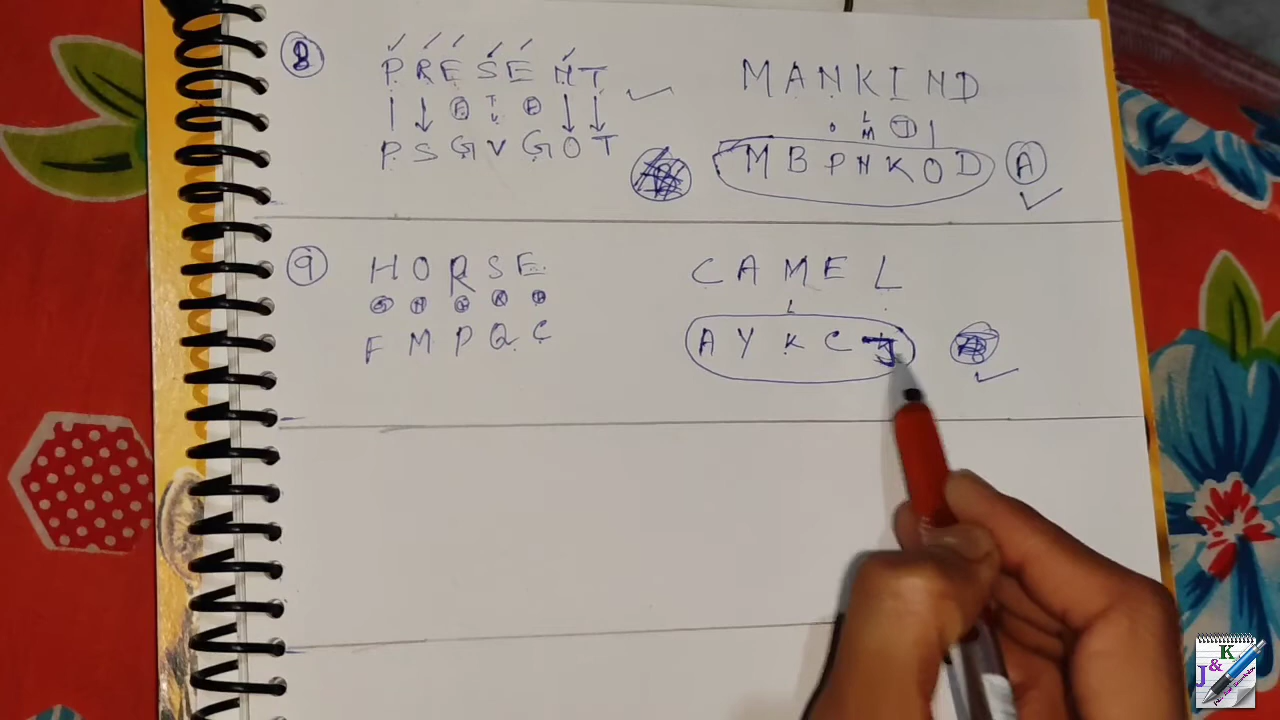 8 PRESENT MANKIND
E T F O L M J
PSGVGOT MBPNKOD A
9 HORSE CAMEL
L
FMPQC AYKCJ
J & K